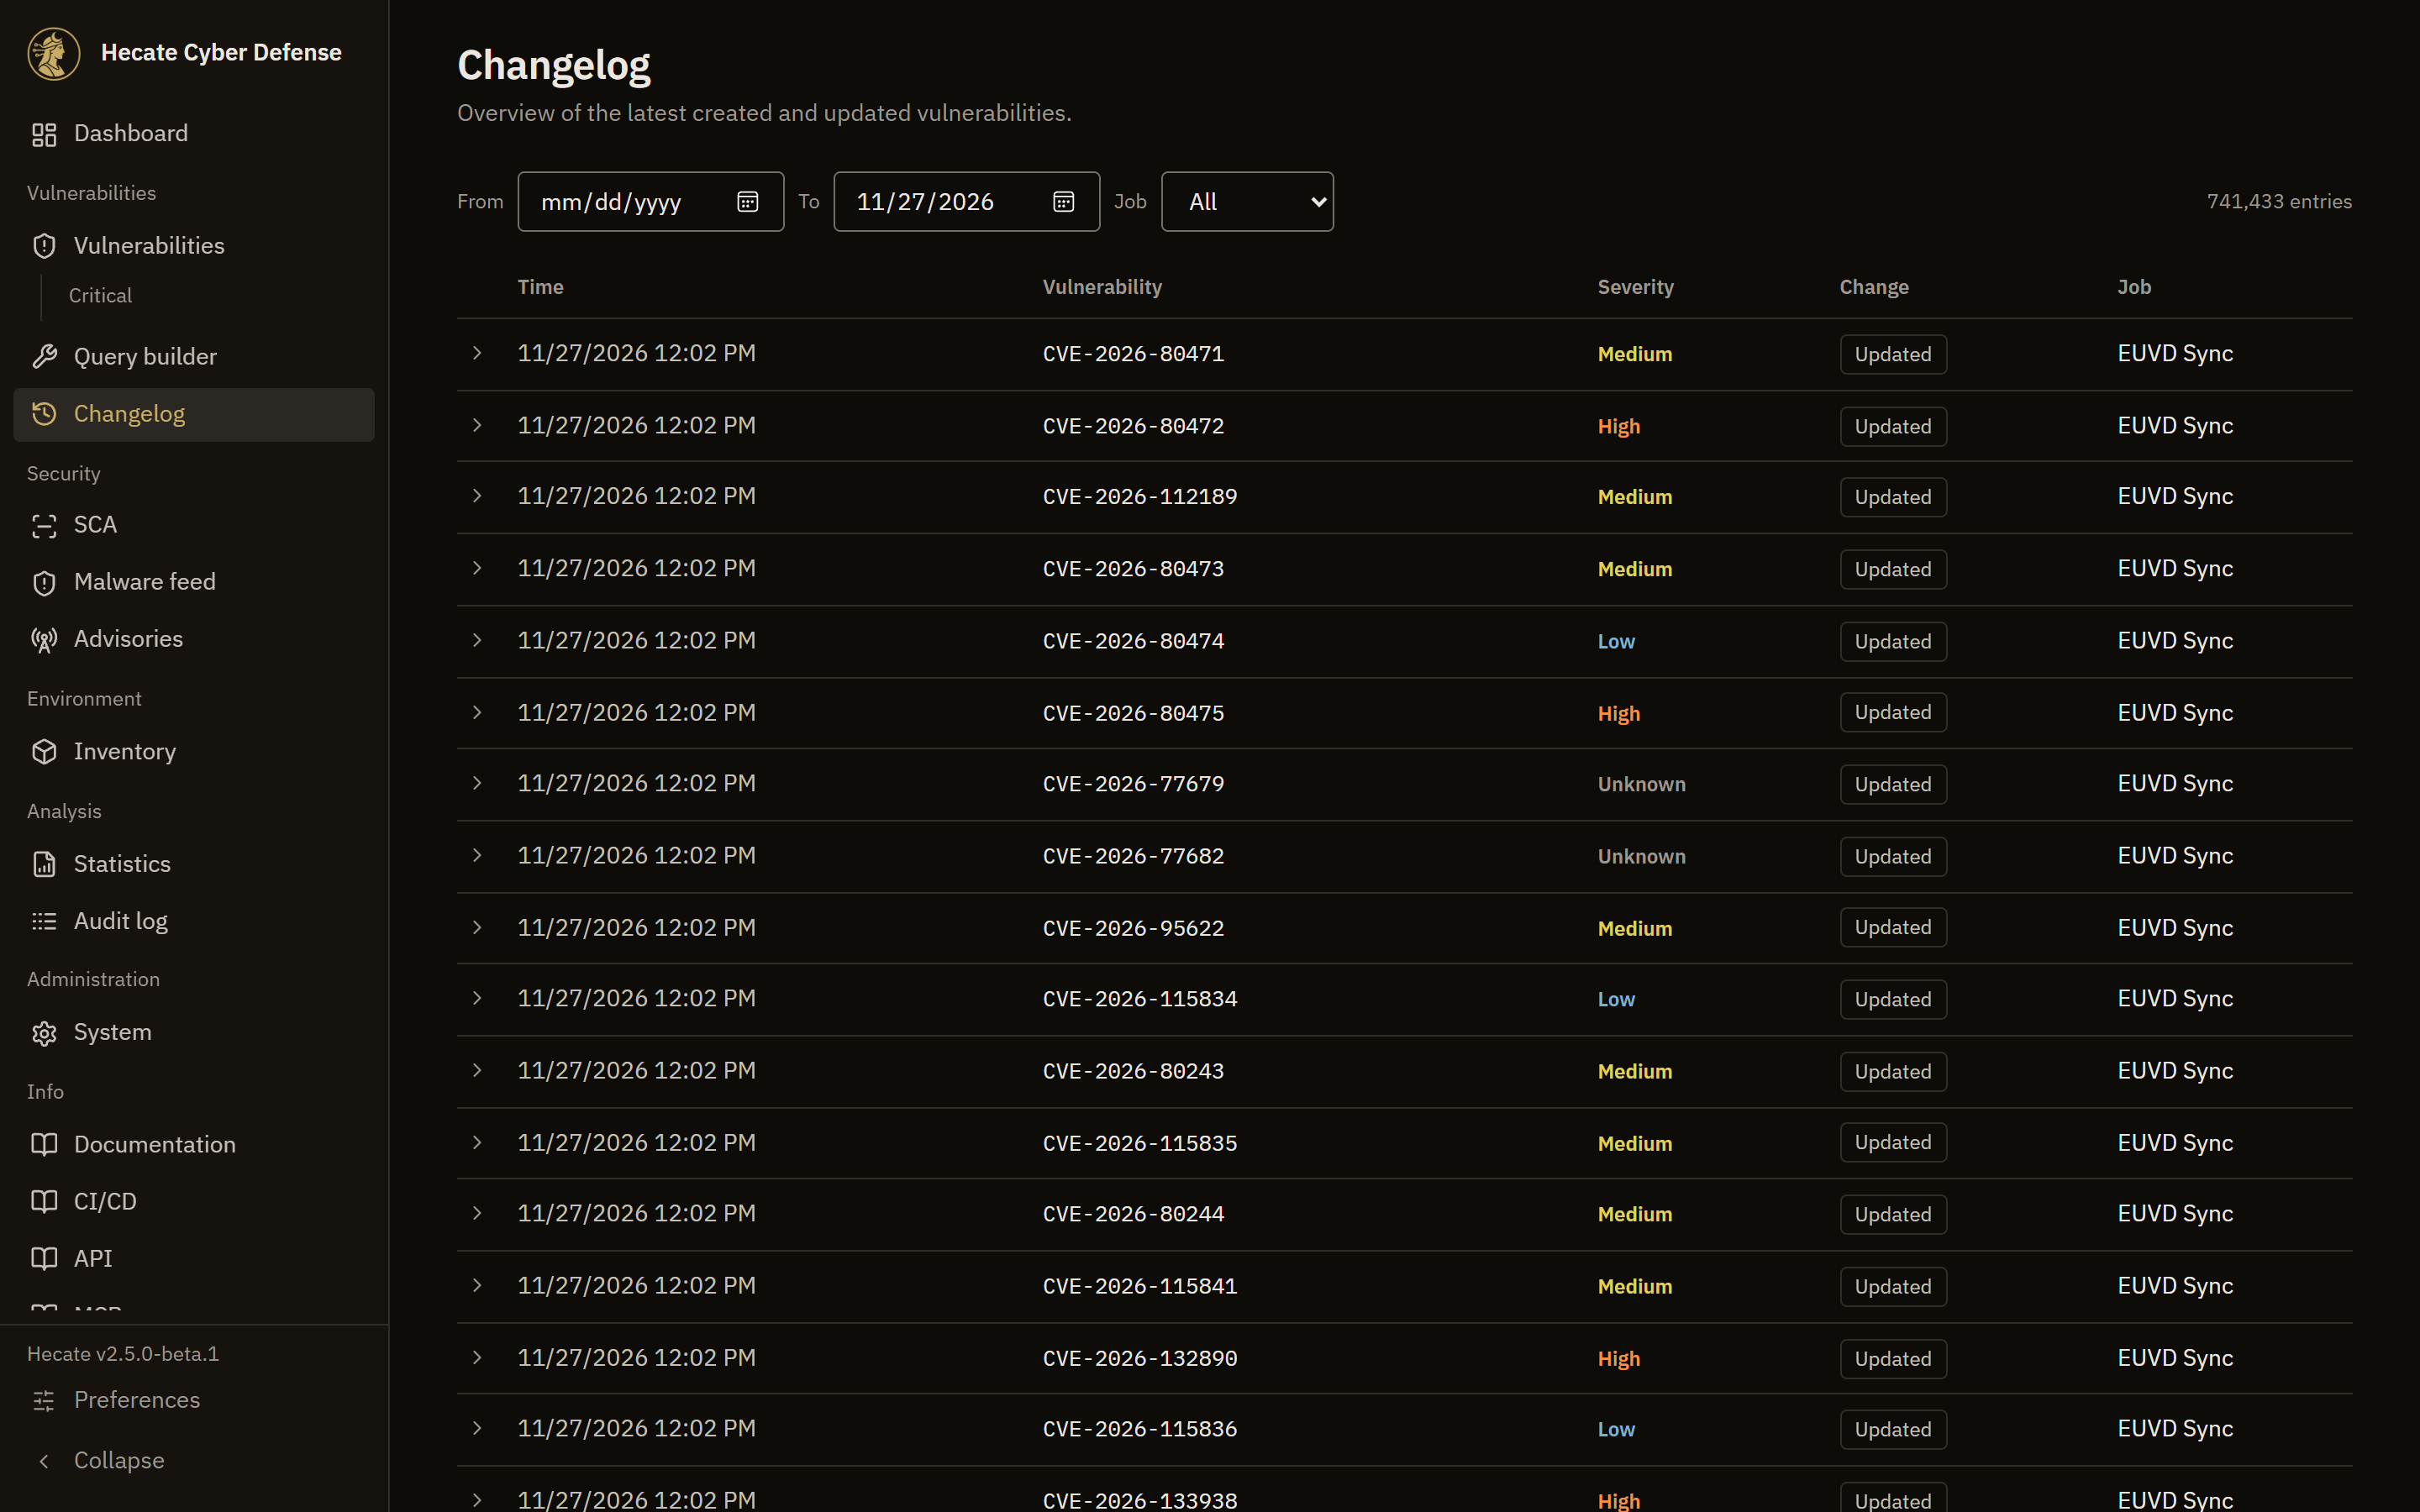 Hecate Cyber Defense
Dashboard
Vulnerabilities
Vulnerabilities
Critical
Query builder
Changelog
Security
SCA
Malware feed
Advisories
Environment
Inventory
Analysis
Statistics
Audit log
Administration
System
Info
Documentation
CI/CD
API
Hecate v2.5.0-beta.1
Preferences
Collapse
Changelog
Overview of the latest created and updated vulnerabilities.
From mm/dd/yyyy To 11/27/2026 Job All 741,433 entries
Time Vulnerability Severity Change Job
11/27/2026 12:02 PM CVE-2026-80471 Medium Updated EUVD Sync
11/27/2026 12:02 PM CVE-2026-80472 High Updated EUVD Sync
11/27/2026 12:02 PM CVE-2026-112189 Medium Updated EUVD Sync
11/27/2026 12:02 PM CVE-2026-80473 Medium Updated EUVD Sync
11/27/2026 12:02 PM CVE-2026-80474 Low Updated EUVD Sync
11/27/2026 12:02 PM CVE-2026-80475 High Updated EUVD Sync
11/27/2026 12:02 PM CVE-2026-77679 Unknown Updated EUVD Sync
11/27/2026 12:02 PM CVE-2026-77682 Unknown Updated EUVD Sync
11/27/2026 12:02 PM CVE-2026-95622 Medium Updated EUVD Sync
11/27/2026 12:02 PM CVE-2026-115834 Low Updated EUVD Sync
11/27/2026 12:02 PM CVE-2026-80243 Medium Updated EUVD Sync
11/27/2026 12:02 PM CVE-2026-115835 Medium Updated EUVD Sync
11/27/2026 12:02 PM CVE-2026-80244 Medium Updated EUVD Sync
11/27/2026 12:02 PM CVE-2026-115841 Medium Updated EUVD Sync
11/27/2026 12:02 PM CVE-2026-132890 High Updated EUVD Sync
11/27/2026 12:02 PM CVE-2026-115836 Low Updated EUVD Sync
11/27/2026 12:02 PM CVE-2026-133938 High Updated EUVD Sync